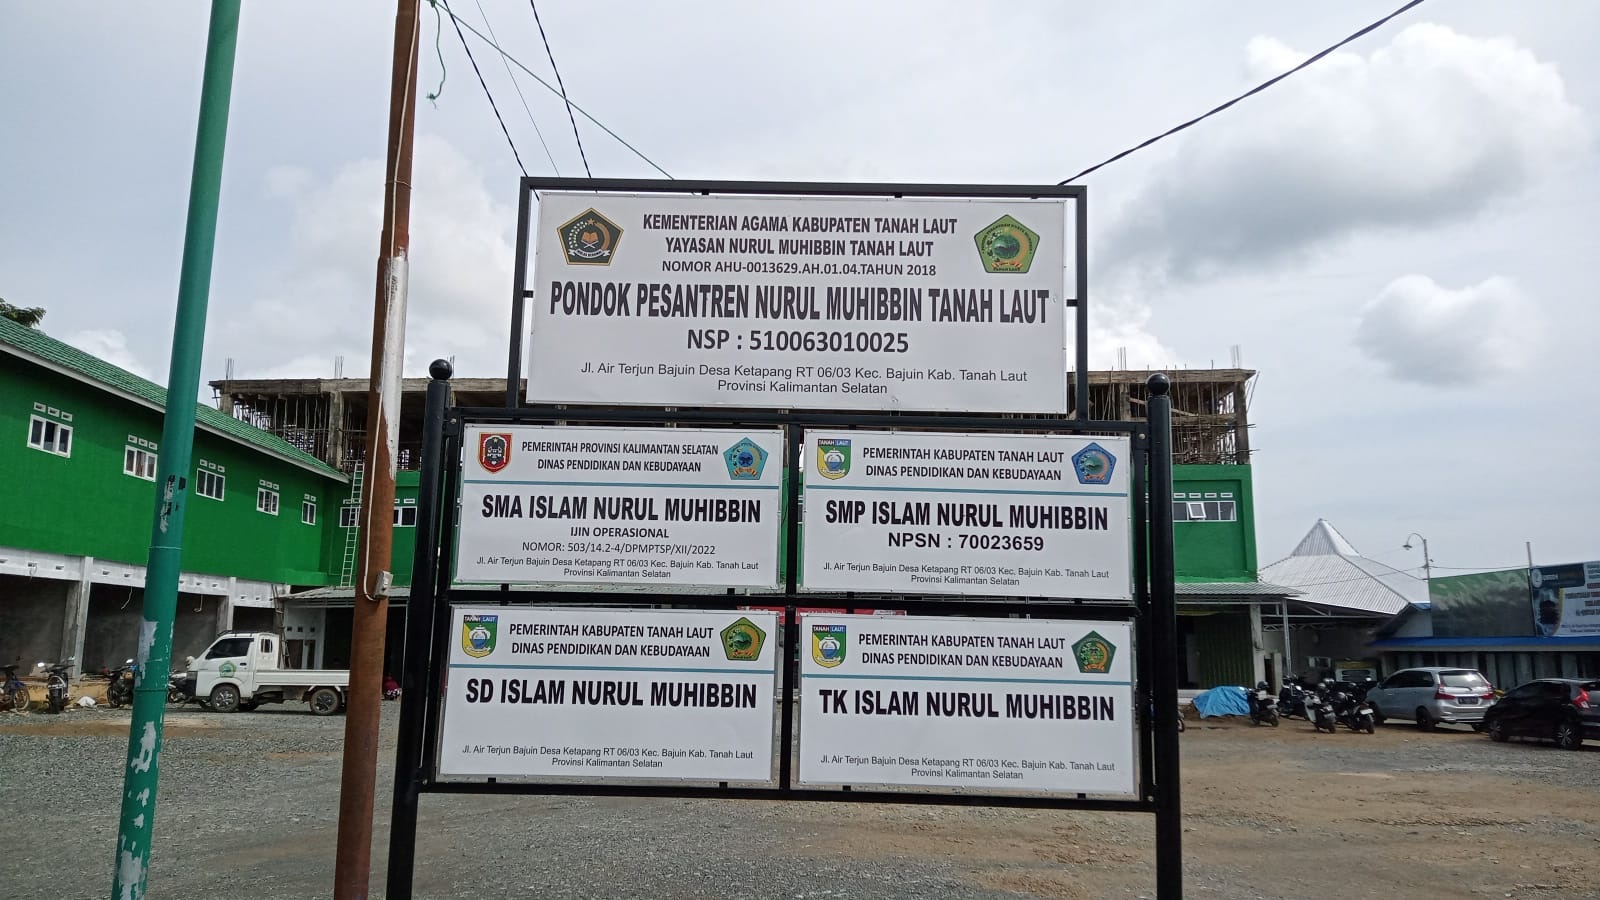 KEMENTERIAN AGAMA KABUPATEN TANAH LAUT
YAYASAN NURUL MUHIBBIN TANAH LAUT
NOMOR AHU-0013629.AH.01.04.TAHUN 2018
PONDOK PESANTREN NURUL MUHIBBIN TANAH LAUT
NSP : 510063010025
Jl. Air Terjun Bajuin Desa Ketapang RT 06/03 Kec. Bajuin Kab. Tanah Laut
Provinsi Kalimantan Selatan
PEMERINTAH PROVINSI KALIMANTAN SELATAN
DINAS PENDIDIKAN DAN KEBUDAYAAN
SMA ISLAM NURUL MUHIBBIN
IJIN OPERASIONAL
NOMOR: 503/14.2-4/DPMPTSP/XII/2022
Jl. Air Terjun Bajuin Desa Ketapang RT 06/03 Kec. Bajuin Kab. Tanah Laut
Provinsi Kalimantan Selatan
TANAH LAUT
PEMERINTAH KABUPATEN TANAH LAUT
DINAS PENDIDIKAN DAN KEBUDAYAAN
SMP ISLAM NURUL MUHIBBIN
NPSN : 70023659
Jl. Air Terjun Bajuin Desa Ketapang RT 06/03 Kec. Bajuin Kab. Tanah Laut
Provinsi Kalimantan Selatan
TANAH LAUT
PEMERINTAH KABUPATEN TANAH LAUT
DINAS PENDIDIKAN DAN KEBUDAYAAN
SD ISLAM NURUL MUHIBBIN
Jl. Air Terjun Bajuin Desa Ketapang RT 06/03 Kec. Bajuin Kab. Tanah Laut
Provinsi Kalimantan Selatan
TANAH LAUT
PEMERINTAH KABUPATEN TANAH LAUT
DINAS PENDIDIKAN DAN KEBUDAYAAN
TK ISLAM NURUL MUHIBBIN
Jl. Air Terjun Bajuin Desa Ketapang RT 06/03 Kec. Bajuin Kab. Tanah Laut
Provinsi Kalimantan Selatan